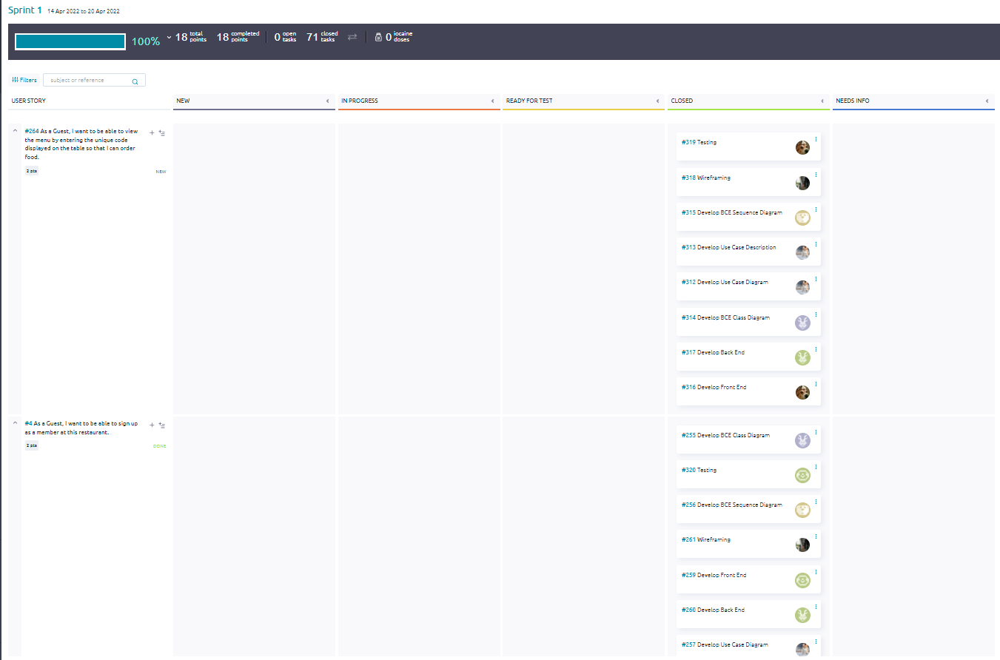 Sprint 1 14 Apr 2022 to 20 Apr 2022
100% 18 total points 18 completed points 0 open tasks 71 closed tasks 0 iocaine doses
Filters subject or reference
USER STORY NEW IN PROGRESS READY FOR TEST CLOSED NEEDS INFO
#264 As a Guest, I want to be able to view
the menu by entering the unique code
displayed on the table so that I can order
food.
2 pts NEW
#319 Testing
#318 Wireframing
#315 Develop BCE Sequence Diagram
#313 Develop Use Case Description
#312 Develop Use Case Diagram
#314 Develop BCE Class Diagram
#317 Develop Back End
#316 Develop Front End
#4 As a Guest, I want to be able to sign up
as a member at this restaurant.
2 pts DONE
#255 Develop BCE Class Diagram
#320 Testing
#256 Develop BCE Sequence Diagram
#261 Wireframing
#259 Develop Front End
#260 Develop Back End
#257 Develop Use Case Diagram